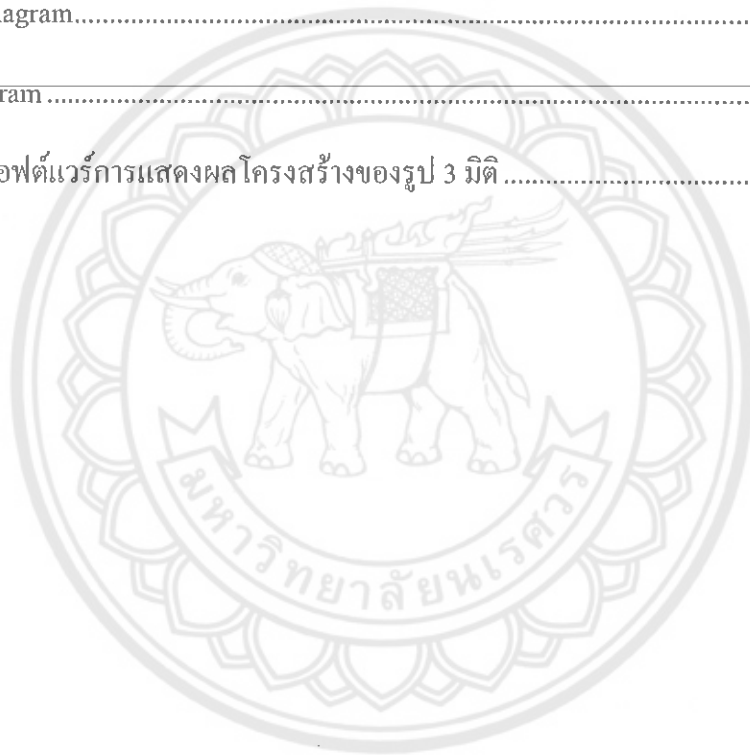 agram..........................................................................................
ram ..........................................................................................
อฟต์แวร์การแสดงผลโครงสร้างของรูป 3 มิติ ........................................
มหาวิทยาลัยนเรศวร